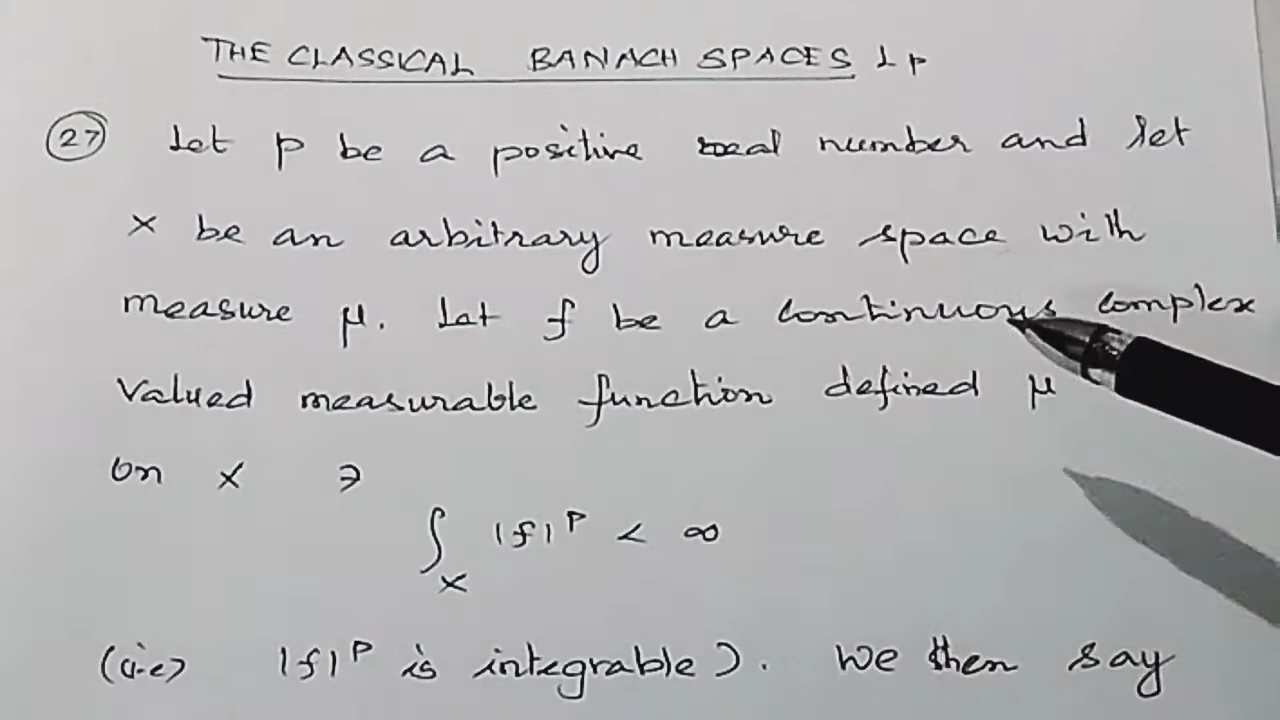 THE CLASSICAL BANACH SPACES Lp
27 Let p be a positive real number and let
X be an arbitrary measure space with
measure μ. Let f be a continuous complex
valued measurable function defined μ
on X ∋
∫_X |f|^p < ∞
(i.e) |f|^p is integrable). We then say